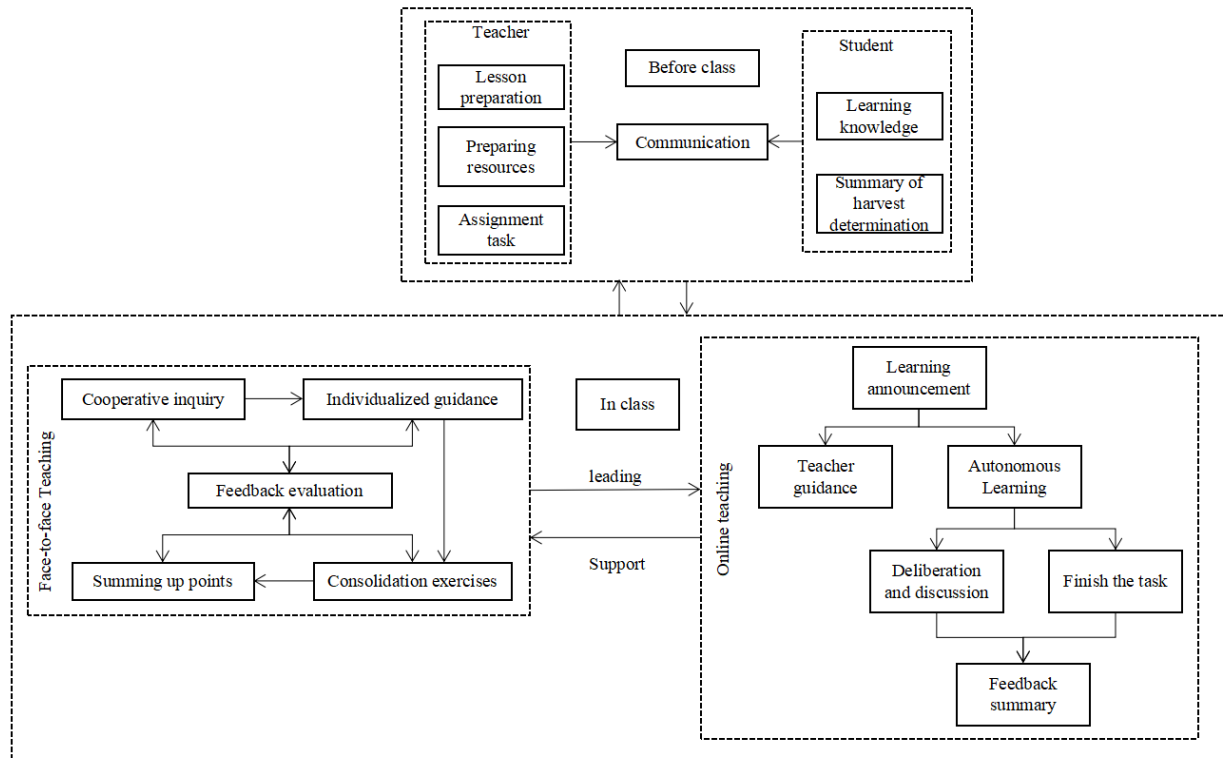 Teacher
Lesson
preparation
Preparing
resources
Assignment
task
Before class
Communication
Student
Learning
knowledge
Summary of
harvest
determination
Face-to-face Teaching
Cooperative inquiry
Individualized guidance
Feedback evaluation
Summing up points
Consolidation exercises
In class
leading
Support
Online teaching
Learning
announcement
Teacher
guidance
Autonomous
Learning
Deliberation
and discussion
Finish the task
Feedback
summary